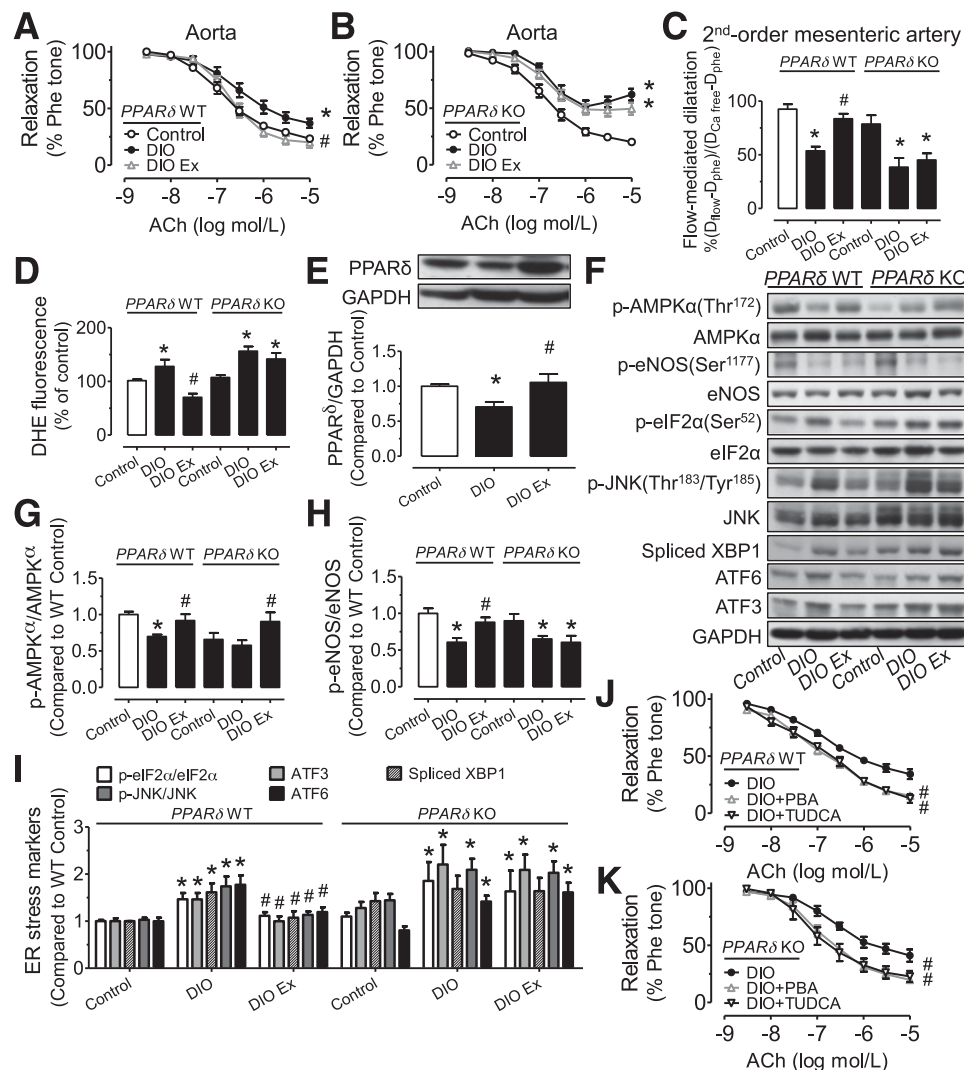 A
Aorta
Relaxation
(% Phe tone)
100
50
0
PPARδ WT
Control
DIO
DIO Ex
*
#
-9 -8 -7 -6 -5
ACh (log mol/L)
B
Aorta
Relaxation
(% Phe tone)
100
50
0
PPARδ KO
Control
DIO
DIO Ex
*
*
-9 -8 -7 -6 -5
ACh (log mol/L)
C
2nd-order mesenteric artery
PPARδ WT PPARδ KO
Flow-mediated dilatation
%(Dflow-Dphe)/(DCa free-Dphe)
100
50
0
* # * *
Control DIO DIO Ex Control DIO DIO Ex
D
PPARδ WT PPARδ KO
DHE fluorescence
(% of control)
200
100
0
* # * *
Control DIO DIO Ex Control DIO DIO Ex
E
PPARδ
GAPDH
PPARδ/GAPDH
(Compared to Control)
1.5
1.0
0.5
0.0
* #
Control DIO DIO Ex
F
PPARδ WT PPARδ KO
p-AMPKα(Thr172)
AMPKα
p-eNOS(Ser1177)
eNOS
p-eIF2α(Ser52)
eIF2α
p-JNK(Thr183/Tyr185)
JNK
Spliced XBP1
ATF6
ATF3
GAPDH
Control DIO DIO Ex Control DIO DIO Ex
G
PPARδ WT PPARδ KO
p-AMPKα/AMPKα
(Compared to WT Control)
1.5
1.0
0.5
0.0
* # #
Control DIO DIO Ex Control DIO DIO Ex
H
PPARδ WT PPARδ KO
p-eNOS/eNOS
(Compared to WT Control)
1.5
1.0
0.5
0.0
* # * *
Control DIO DIO Ex Control DIO DIO Ex
I
p-eIF2α/eIF2α
p-JNK/JNK
ATF3
ATF6
Spliced XBP1
PPARδ WT PPARδ KO
ER stress markers
(Compared to WT Control)
3
2
1
0
* * * * * # # # # # * * * * * * * *
Control DIO DIO Ex Control DIO DIO Ex
J
Relaxation
(% Phe tone)
100
50
0
PPARδ WT
DIO
DIO+PBA
DIO+TUDCA
#
#
-9 -8 -7 -6 -5
ACh (log mol/L)
K
Relaxation
(% Phe tone)
100
50
0
PPARδ KO
DIO
DIO+PBA
DIO+TUDCA
#
#
-9 -8 -7 -6 -5
ACh (log mol/L)